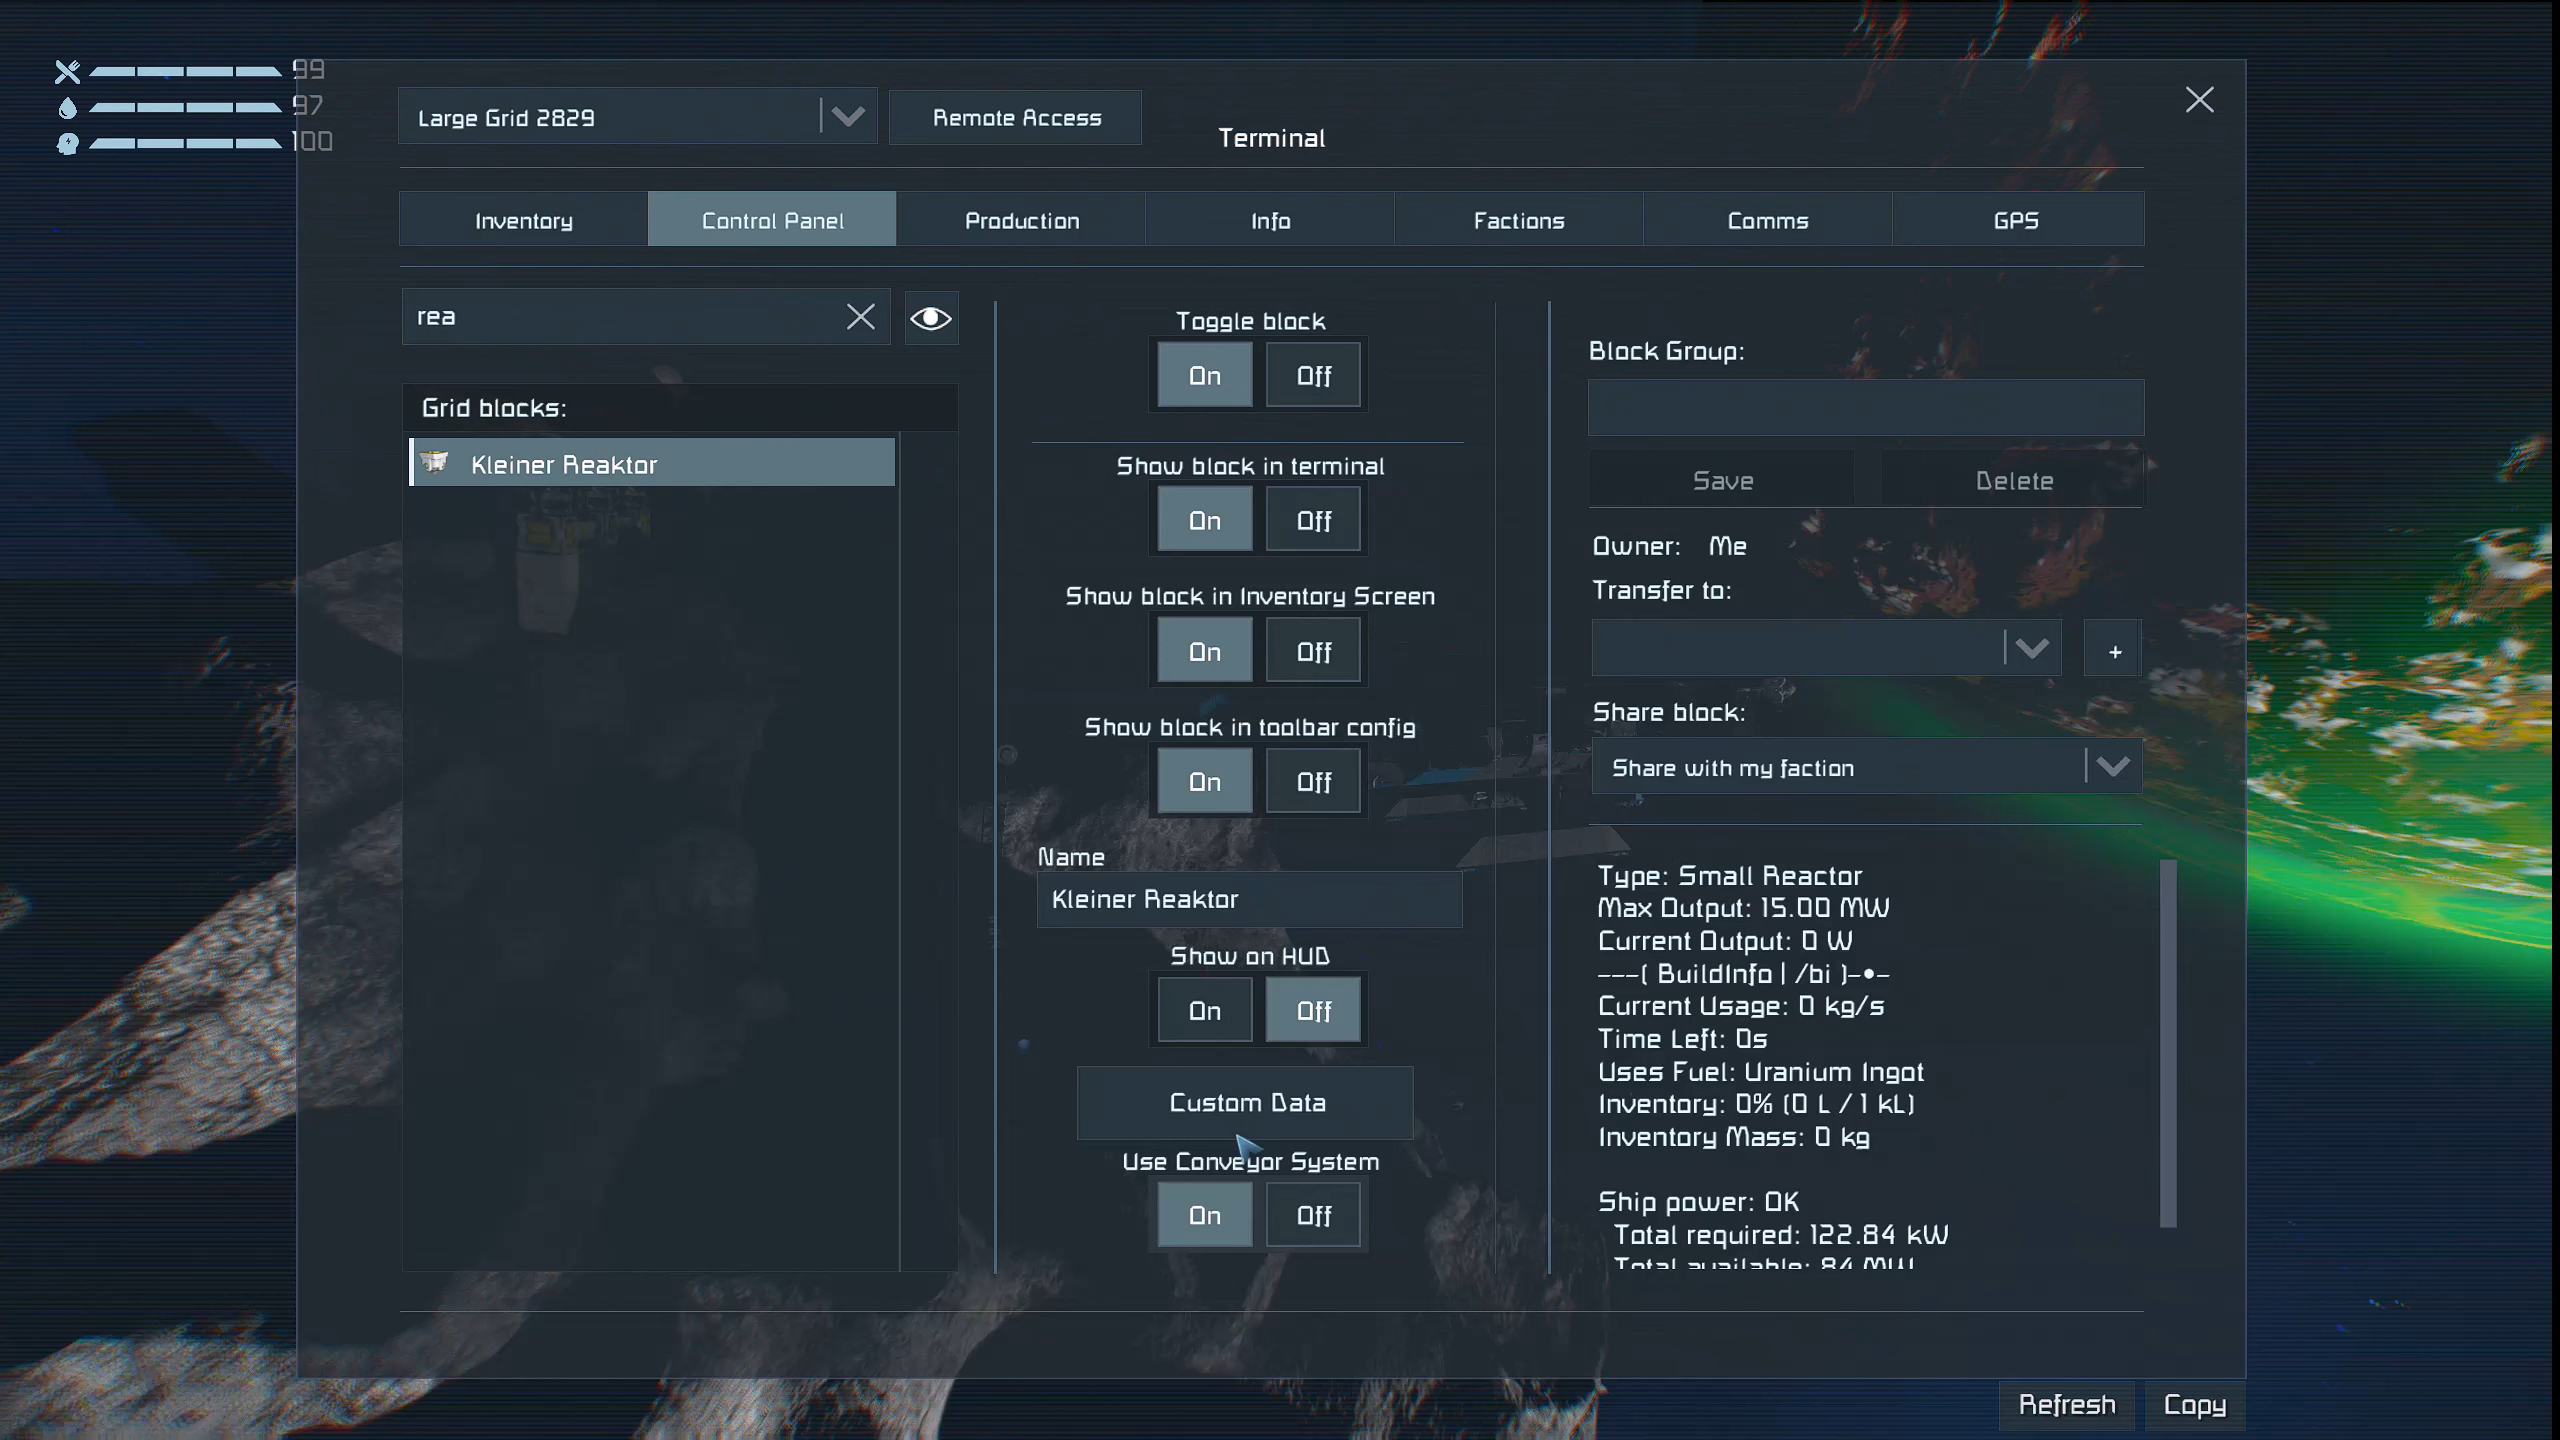 99
97
100
Large Grid 2829
Remote Access
Terminal
Inventory
Control Panel
Production
Info
Factions
Comms
GPS
rea
Grid blocks:
Kleiner Reaktor
Toggle block
On Off
Show block in terminal
On Off
Show block in Inventory Screen
On Off
Show block in toolbar config
On Off
Name
Kleiner Reaktor
Show on HUD
On Off
Custom Data
Use Conveyor System
On Off
Block Group:
Save Delete
Owner: Me
Transfer to:
+
Share block:
Share with my faction
Type: Small Reactor
Max Output: 15.00 MW
Current Output: 0 W
---( BuildInfo | /bi )-•-
Current Usage: 0 kg/s
Time Left: 0s
Uses Fuel: Uranium Ingot
Inventory: 0% (0 L / 1 kL)
Inventory Mass: 0 kg
Ship power: OK
Total required: 122.84 kW
Total available: 84 MW
Refresh
Copy